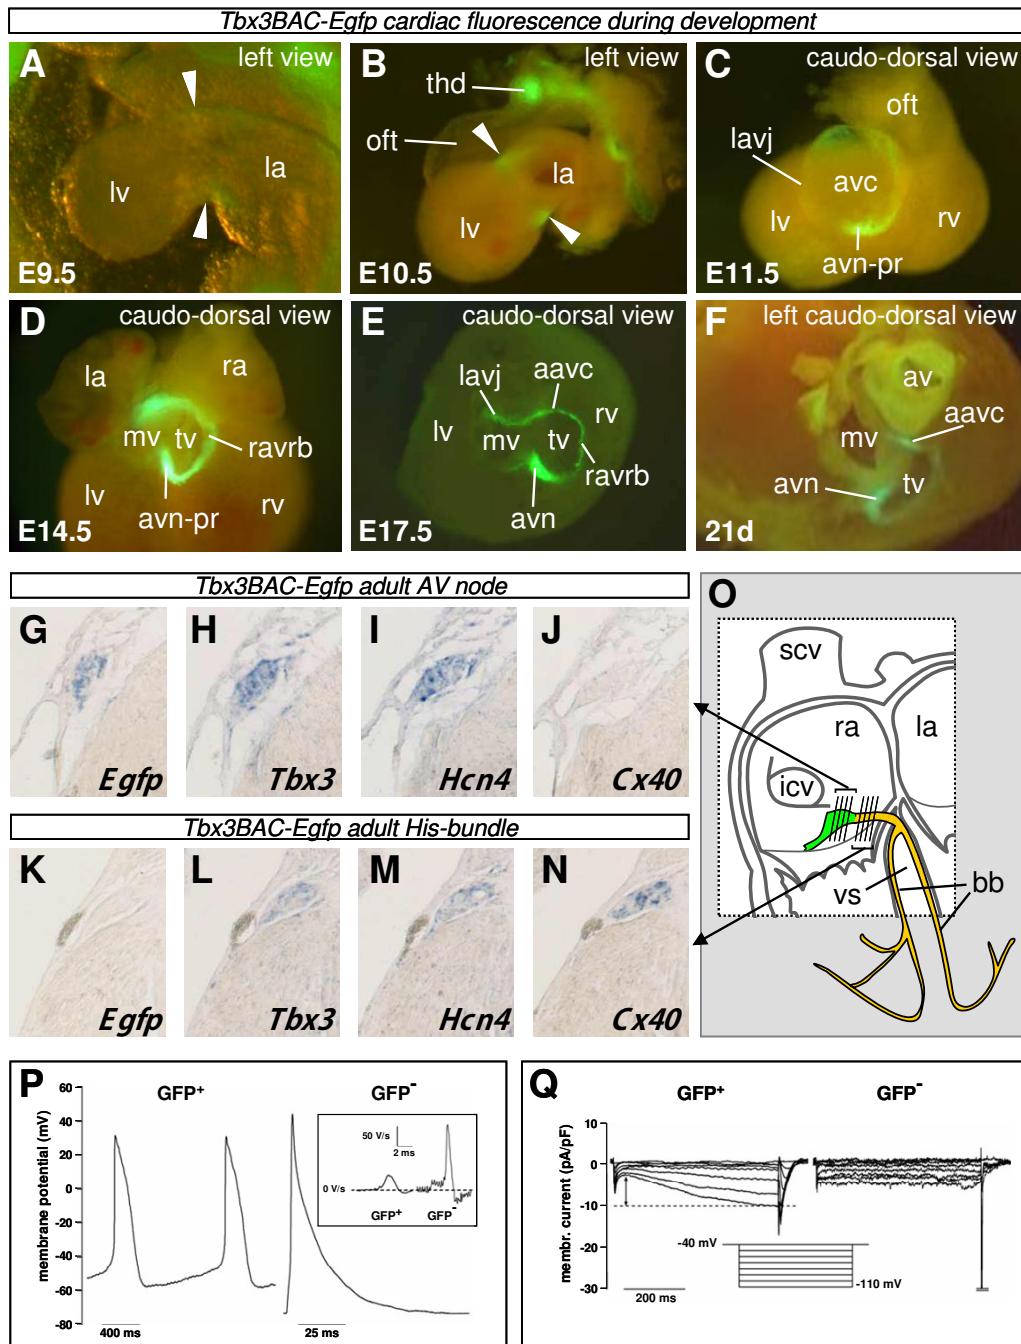 Tbx3BAC-Egfp cardiac fluorescence during development
A
left view
lv
la
E9.5
B
left view
thd
oft
la
lv
E10.5
C
caudo-dorsal view
oft
lavj
avc
lv
rv
avn-pr
E11.5
D
caudo-dorsal view
la
ra
mv
tv
ravrb
lv
rv
avn-pr
E14.5
E
caudo-dorsal view
lavj
aavc
lv
rv
mv
tv
ravrb
avn
E17.5
F
left caudo-dorsal view
av
aavc
mv
avn
tv
21d
Tbx3BAC-Egfp adult AV node
G
Egfp
H
Tbx3
I
Hcn4
J
Cx40
Tbx3BAC-Egfp adult His-bundle
K
Egfp
L
Tbx3
M
Hcn4
N
Cx40
O
scv
ra
la
icv
vs
bb
P
GFP+
GFP-
membrane potential (mV)
60
40
20
0
-20
-40
-60
-80
50 V/s
2 ms
0 V/s
GFP+
GFP-
400 ms
25 ms
Q
GFP+
GFP-
membr. current (pA/pF)
10
0
-10
-20
-30
-40 mV
-110 mV
200 ms